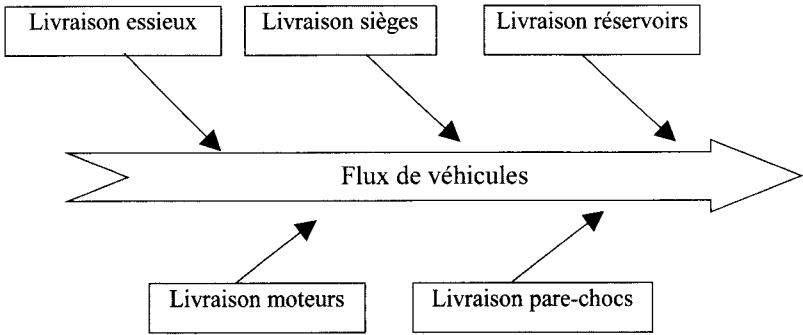 Livraison essieux
Livraison sièges
Livraison réservoirs
Flux de véhicules
Livraison moteurs
Livraison pare-chocs